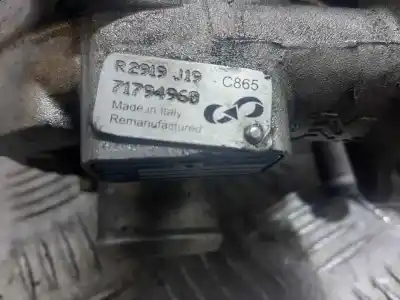 R2919 J19 C865
71794960
Made in Italy
Remanufactured